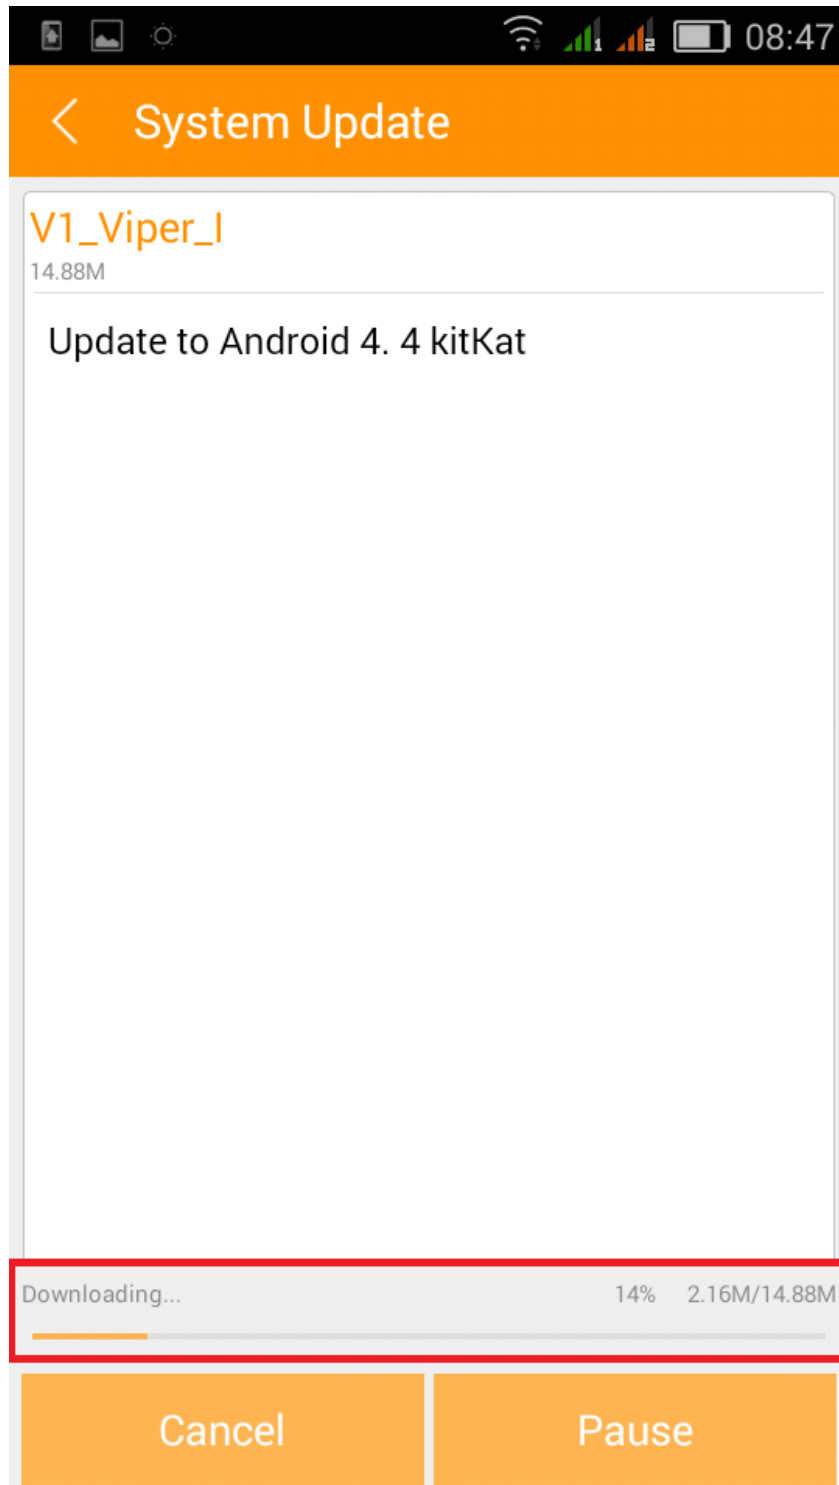 08:47
System Update
V1_Viper_I
14.88M
Update to Android 4. 4 kitKat
Downloading... 14% 2.16M/14.88M
Cancel Pause